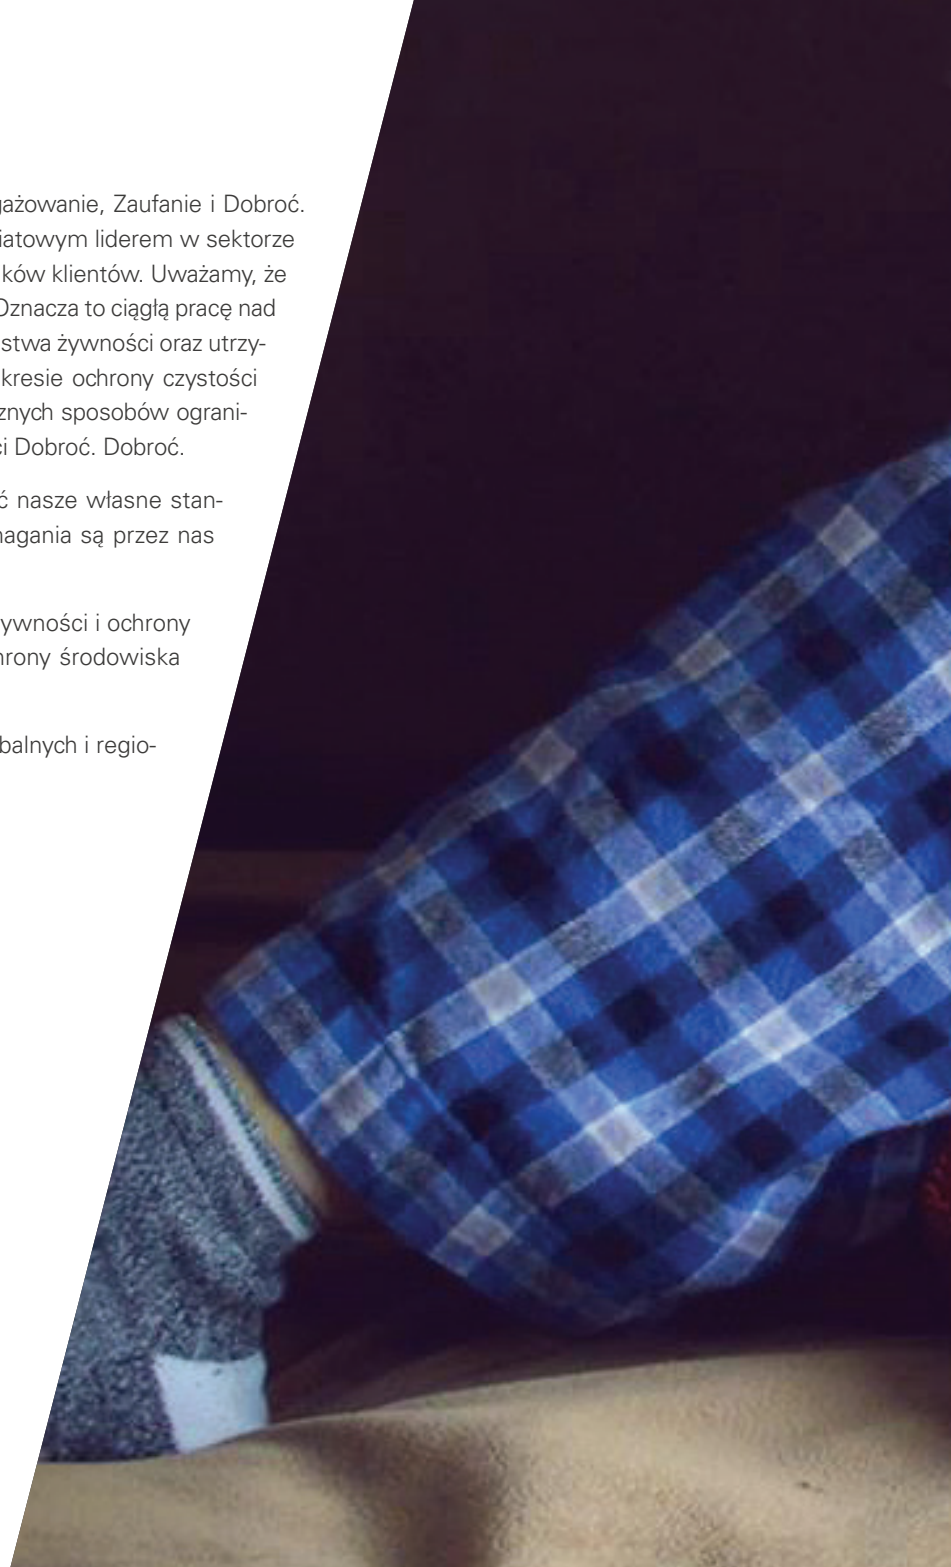 gażowanie, Zaufanie i Dobroć.
iatowym liderem w sektorze
ków klientów. Uważamy, że
Oznacza to ciągłą pracę nad
stwa żywności oraz utrzy-
kresie ochrony czystości
znych sposobów ograni-
ci Dobroć. Dobroć.
ć nasze własne stan-
nagania są przez nas
ywności i ochrony
hrony środowiska
balnych i regio-